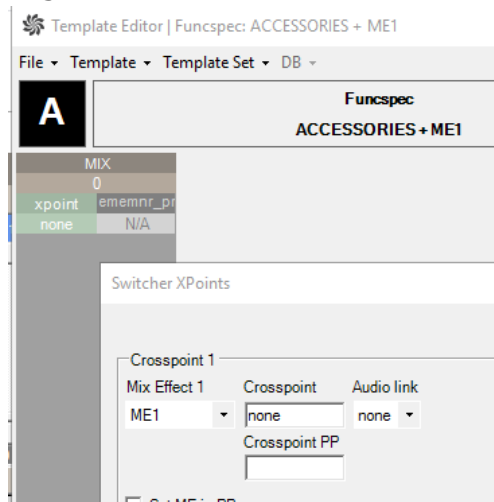 Template Editor | Funcspec: ACCESSORIES + ME1
File Template Template Set DB
A
Funcspec
ACCESSORIES + ME1
MIX
0
xpoint ememnr_pr
none N/A
Switcher XPoints
Crosspoint 1
Mix Effect 1 Crosspoint Audio link
ME1 none none
Crosspoint PP